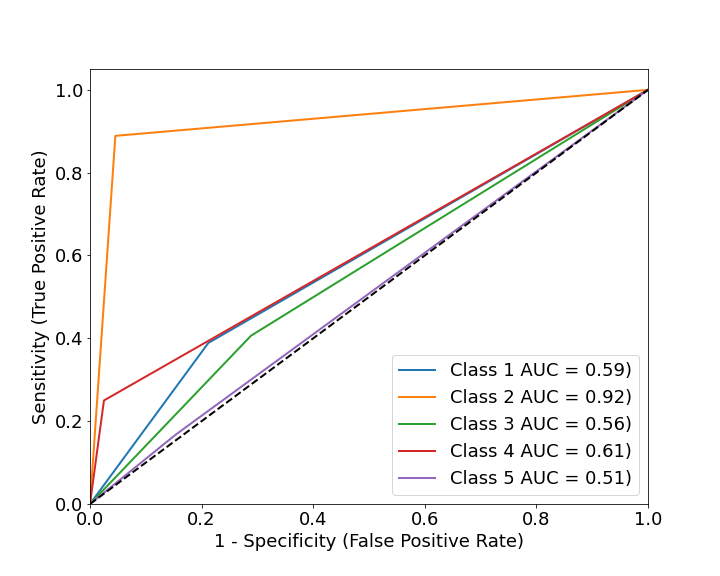 1.0
0.8
0.6
0.4
0.2
0.0
Sensitivity (True Positive Rate)
Class 1 AUC = 0.59)
Class 2 AUC = 0.92)
Class 3 AUC = 0.56)
Class 4 AUC = 0.61)
Class 5 AUC = 0.51)
0.0 0.2 0.4 0.6 0.8 1.0
1 - Specificity (False Positive Rate)